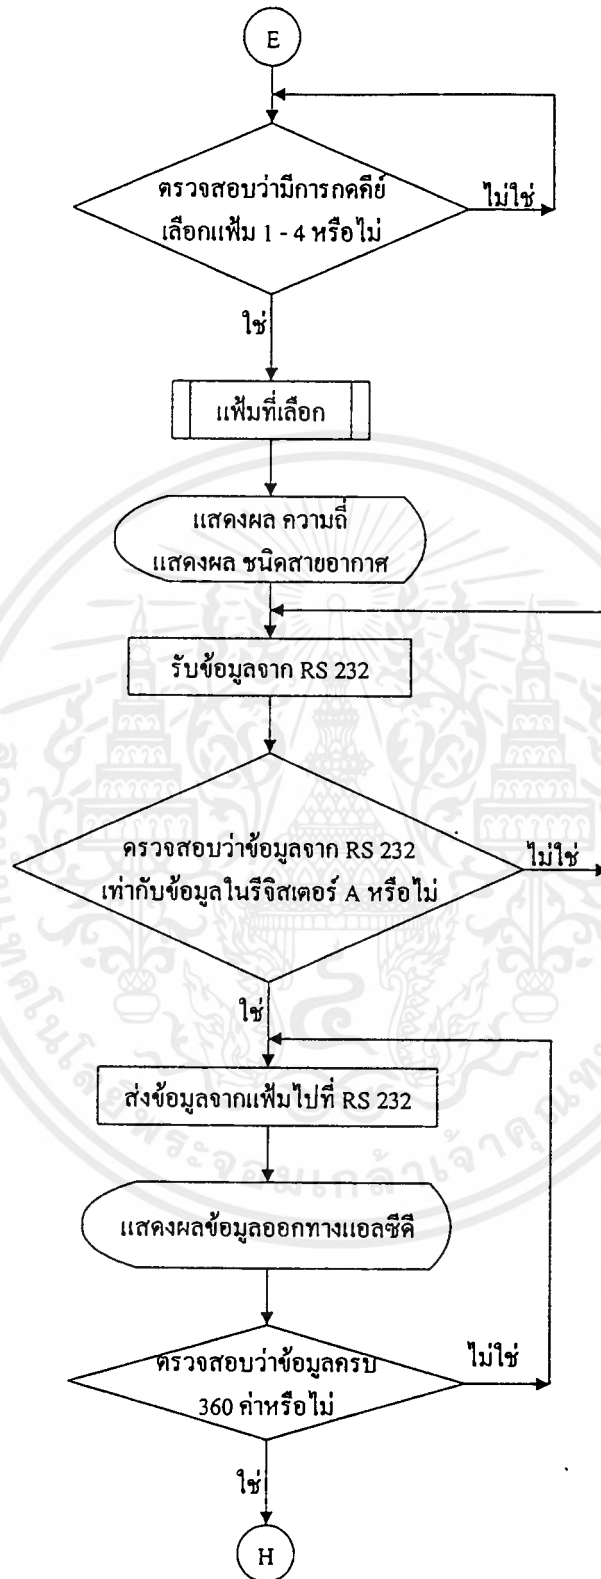 E
ตรวจสอบว่ามีการกดคีย์
เลือกแฟ้ม 1 - 4 หรือไม่
ไม่ใช่
ใช่
แฟ้มที่เลือก
แสดงผล ความถี่
แสดงผล ชนิดสายอากาศ
รับข้อมูลจาก RS 232
ตรวจสอบว่าข้อมูลจาก RS 232
เท่ากับข้อมูลในรีจิสเตอร์ A หรือไม่
ไม่ใช่
ใช่
ส่งข้อมูลจากแฟ้มไปที่ RS 232
แสดงผลข้อมูลออกทางแอลซีดี
ตรวจสอบว่าข้อมูลครบ
360 ค่าหรือไม่
ไม่ใช่
ใช่
H